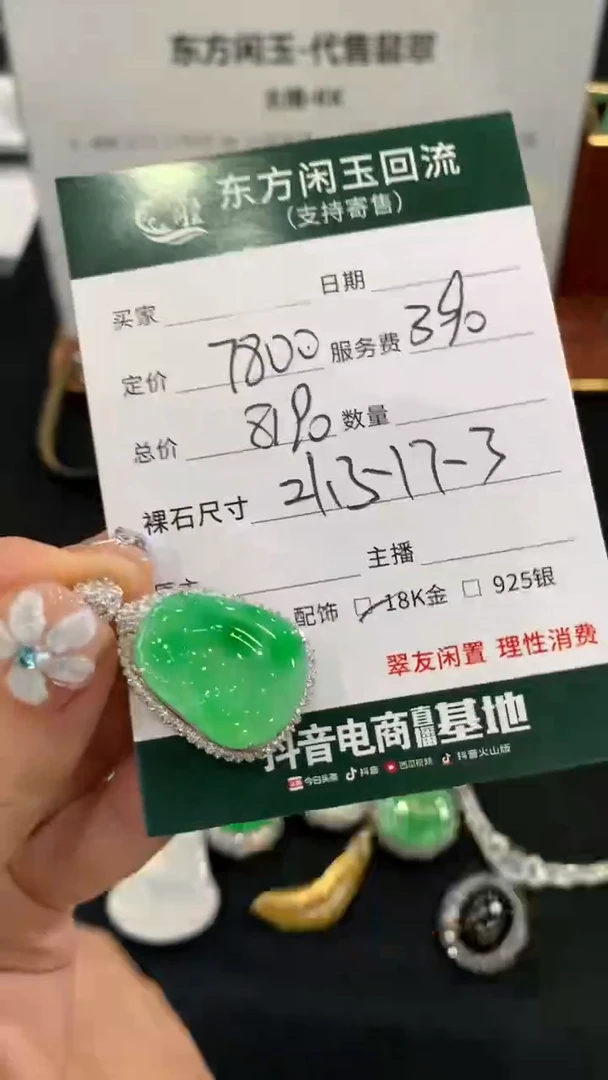 东方闲玉-代售翡翠
东方闲玉回流
(支持寄售)
买家 日期
定价 7800 服务费 3%
总价 81% 数量
裸石尺寸 21.3-17-3
主播
配饰 18K金 925银
翠友闲置 理性消费
抖音电商直播基地
今日头条 抖音 西瓜视频 抖音火山版